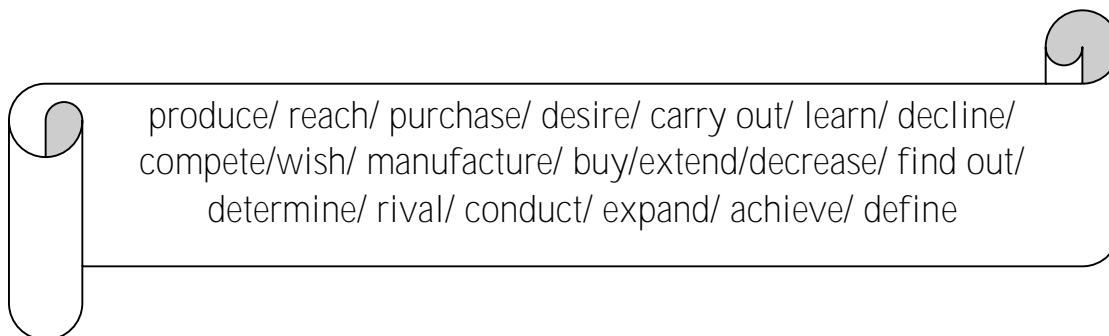 produce/ reach/ purchase/ desire/ carry out/ learn/ decline/
compete/wish/ manufacture/ buy/extend/decrease/ find out/
determine/ rival/ conduct/ expand/ achieve/ define